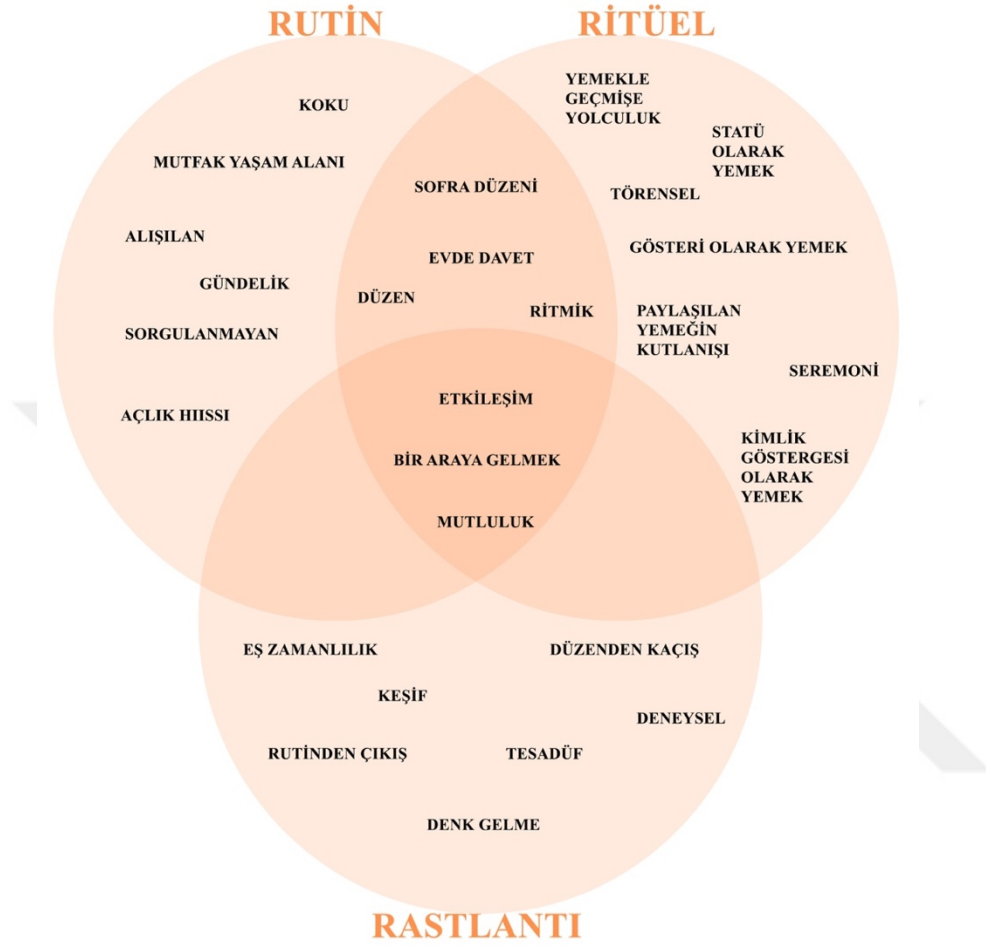 RUTİN
RİTÜEL
KOKU
MUTFAK YAŞAM ALANI
ALIŞILAN
GÜNDELİK
SORGULANMAYAN
AÇLIK HIISSI
SOFRA DÜZENİ
EVDE DAVET
DÜZEN
RİTMİK
YEMEKLE
GEÇMİŞE
YOLCULUK
STATÜ
OLARAK
YEMEK
TÖRENSEL
GÖSTERİ OLARAK YEMEK
PAYLAŞILAN
YEMEĞİN
KUTLANIŞI
SEREMONİ
KİMLİK
GÖSTERGESİ
OLARAK
YEMEK
ETKİLEŞİM
BİR ARAYA GELMEK
MUTLULUK
EŞ ZAMANLILIK
DÜZENDEN KAÇIŞ
KEŞİF
DENEYSEL
RUTİNDEN ÇIKIŞ
TESADÜF
DENK GELME
RASTLANTI